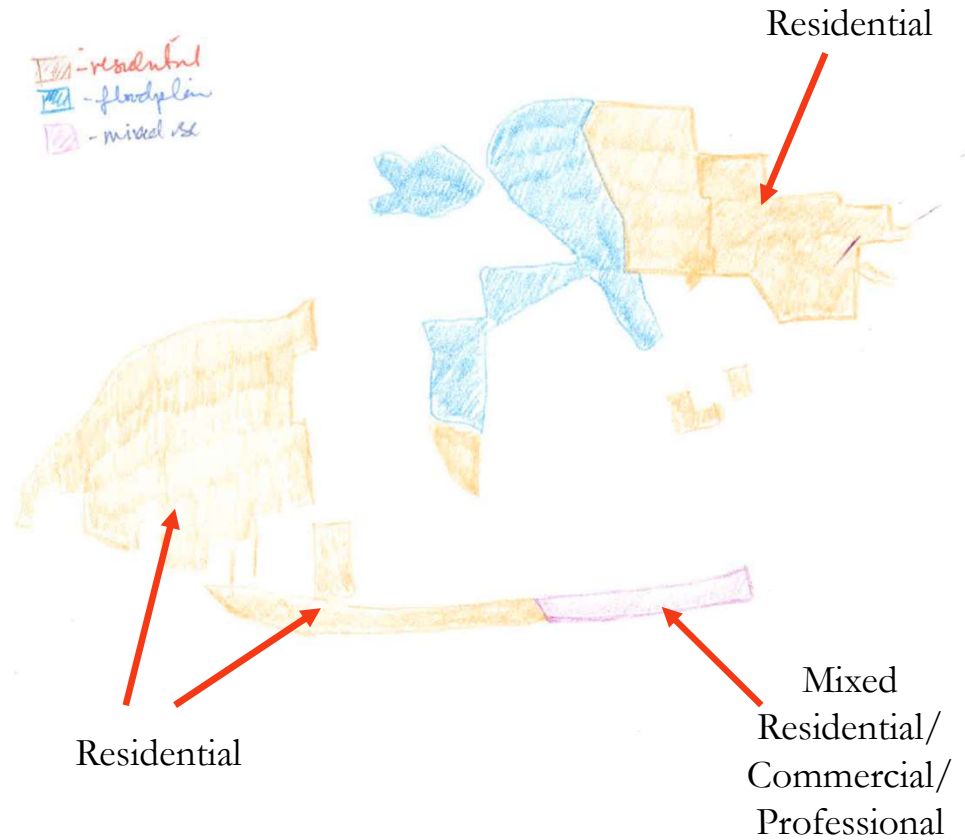 Residential
- residential
- floodplain
- mixed use
Residential
Mixed
Residential/
Commercial/
Professional